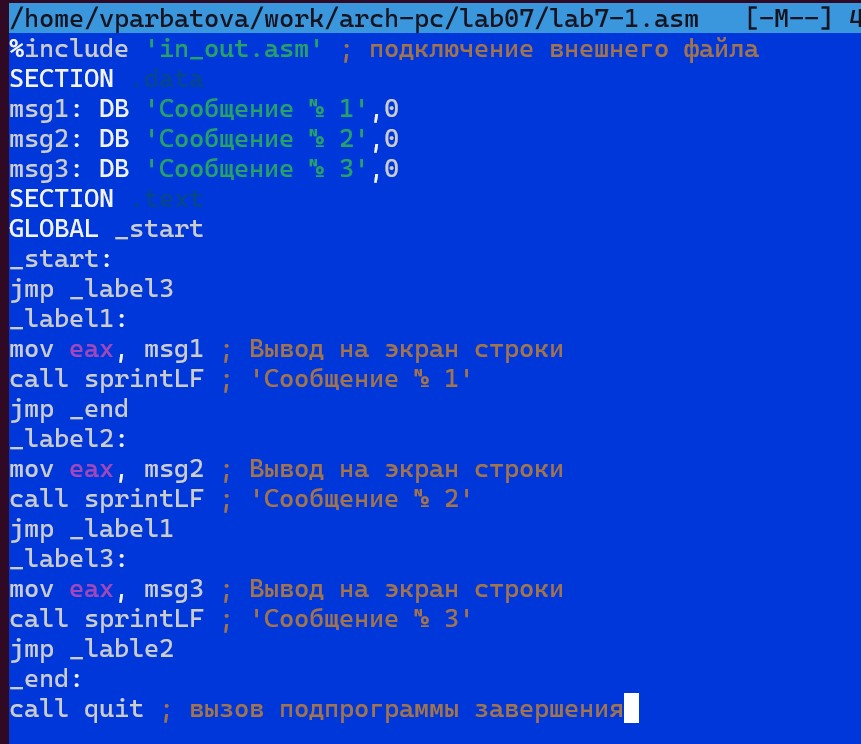 /home/vparbatova/work/arch-pc/lab07/lab7-1.asm [-M--] 4
%include 'in_out.asm' ; подключение внешнего файла
SECTION .data
msg1: DB 'Сообщение № 1',0
msg2: DB 'Сообщение № 2',0
msg3: DB 'Сообщение № 3',0
SECTION .text
GLOBAL _start
_start:
jmp _label3
_label1:
mov eax, msg1 ; Вывод на экран строки
call sprintLF ; 'Сообщение № 1'
jmp _end
_label2:
mov eax, msg2 ; Вывод на экран строки
call sprintLF ; 'Сообщение № 2'
jmp _label1
_label3:
mov eax, msg3 ; Вывод на экран строки
call sprintLF ; 'Сообщение № 3'
jmp _lable2
_end:
call quit ; вызов подпрограммы завершения